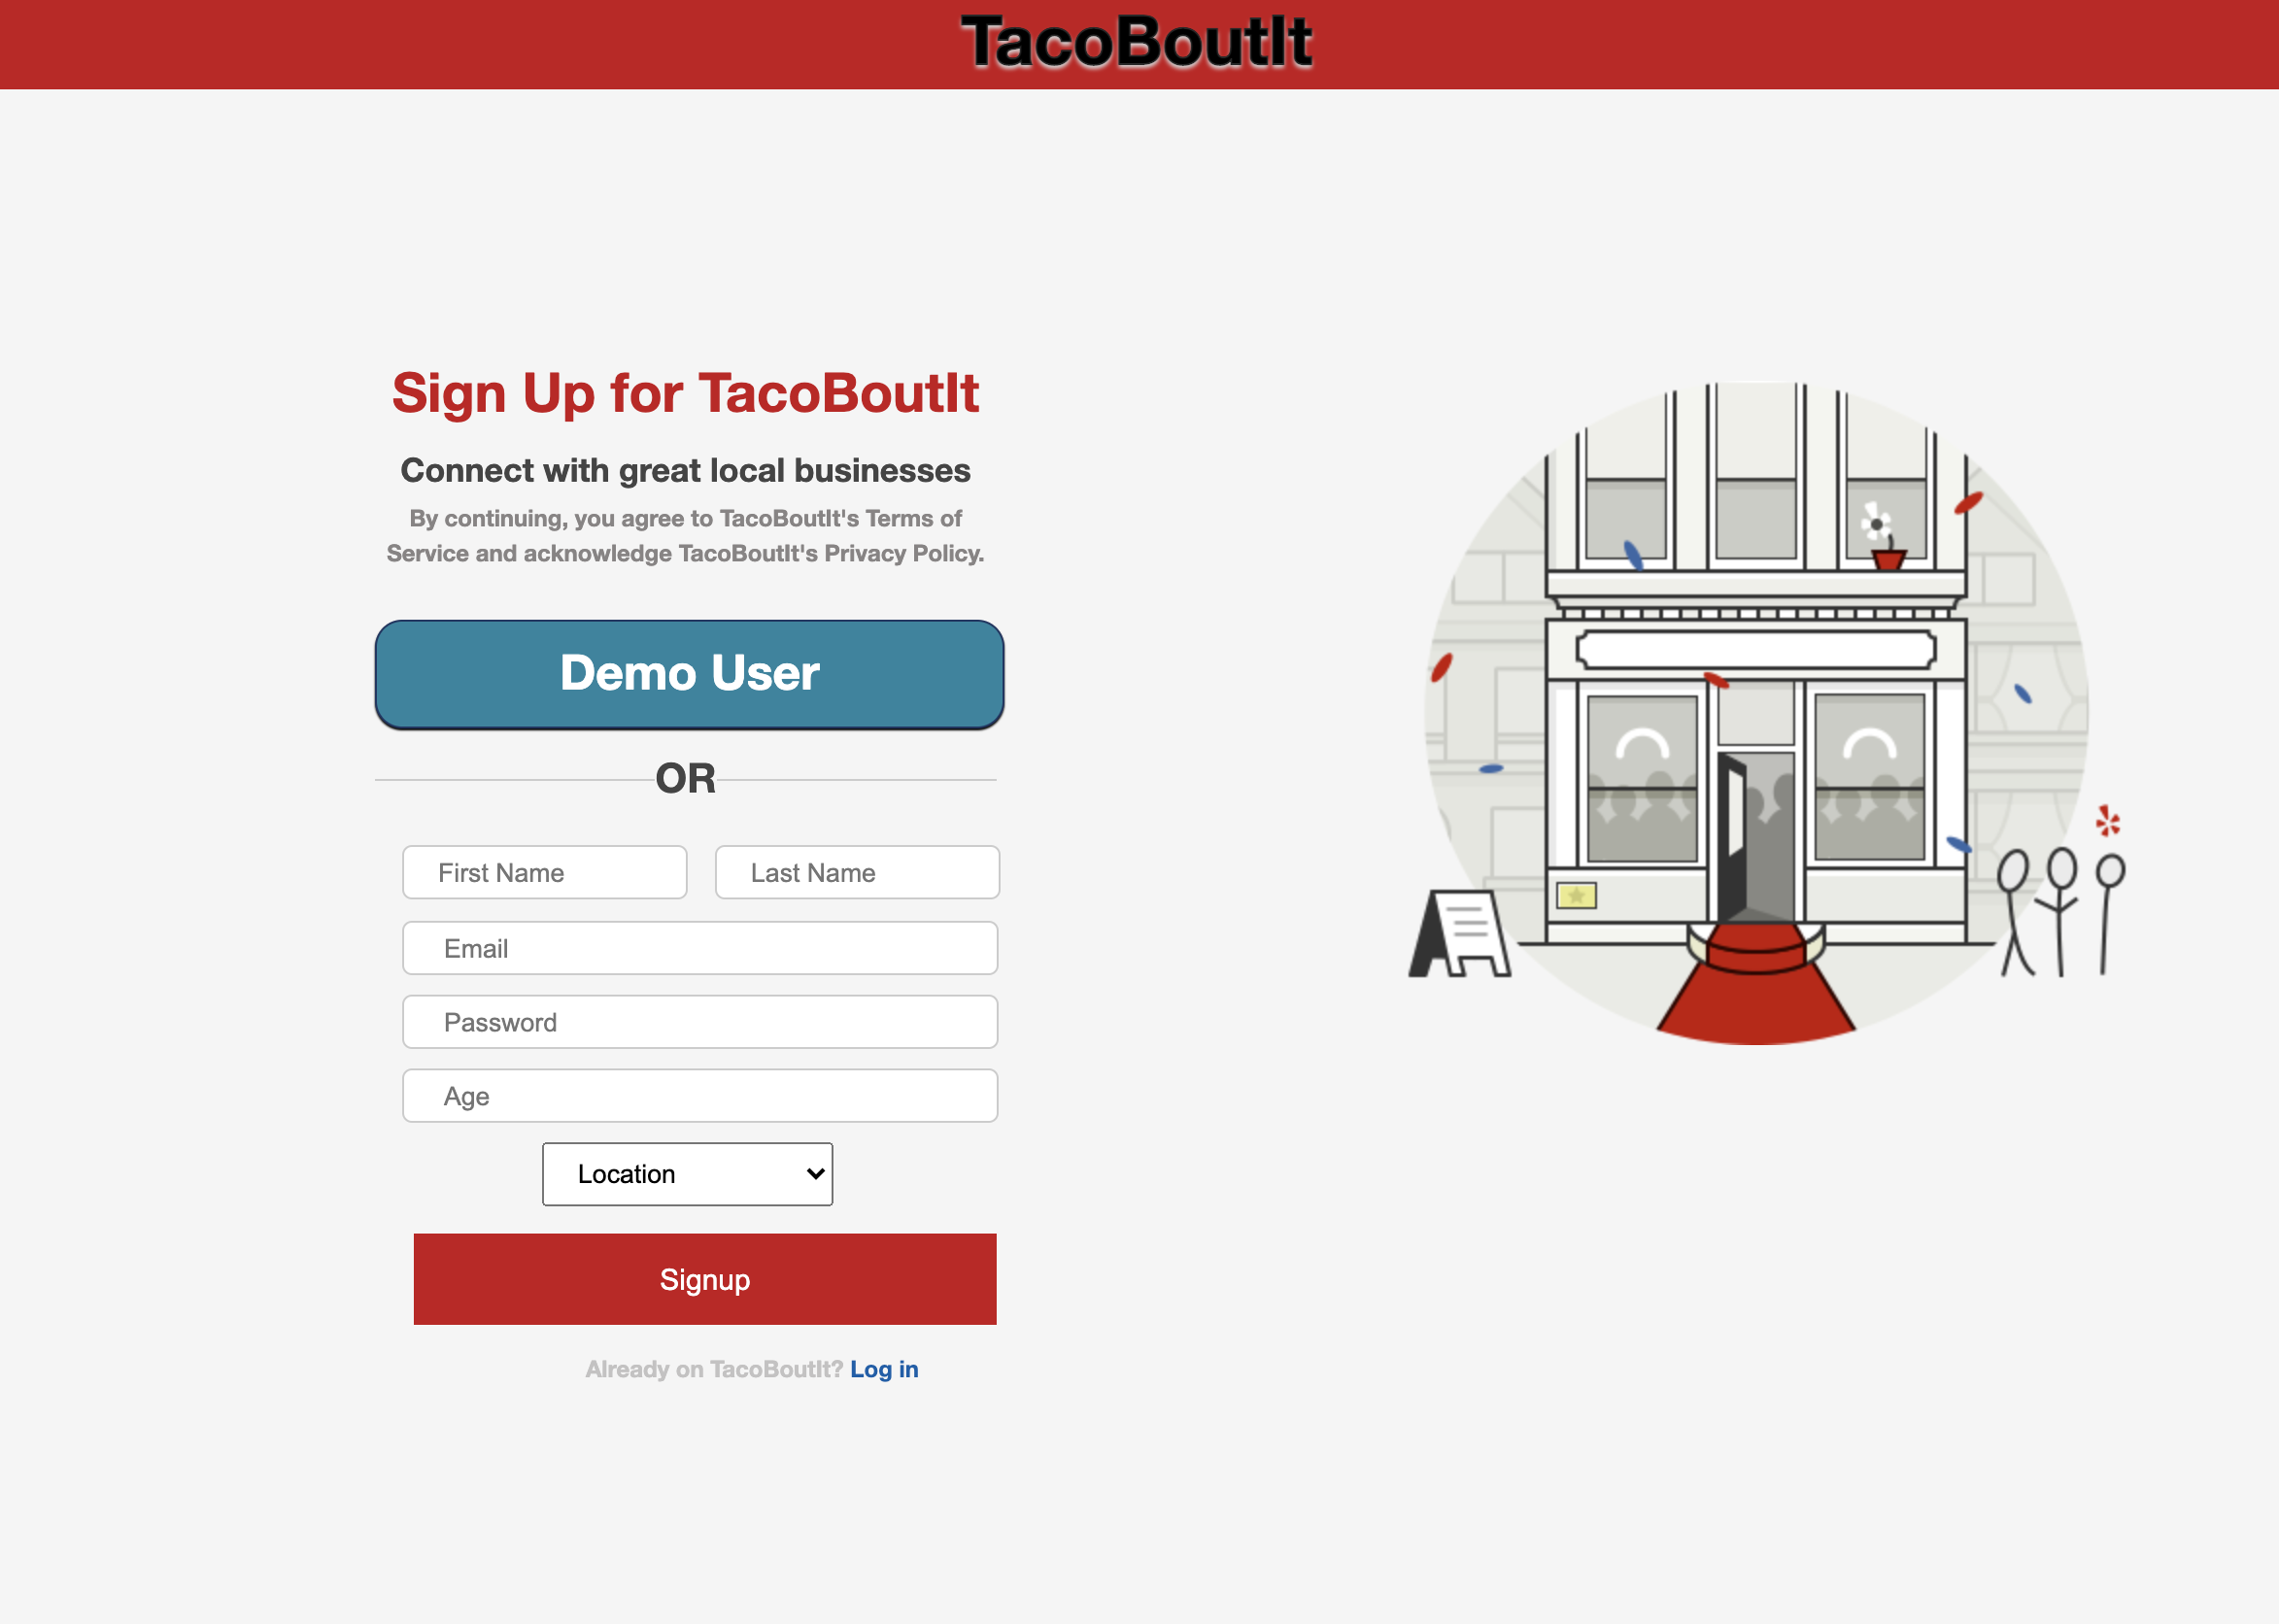 TacoBoutIt
Sign Up for TacoBoutIt
Connect with great local businesses
By continuing, you agree to TacoBoutIt's Terms of
Service and acknowledge TacoBoutIt's Privacy Policy.
Demo User
OR
First Name
Last Name
Email
Password
Age
Location
Signup
Already on TacoBoutIt? Log in